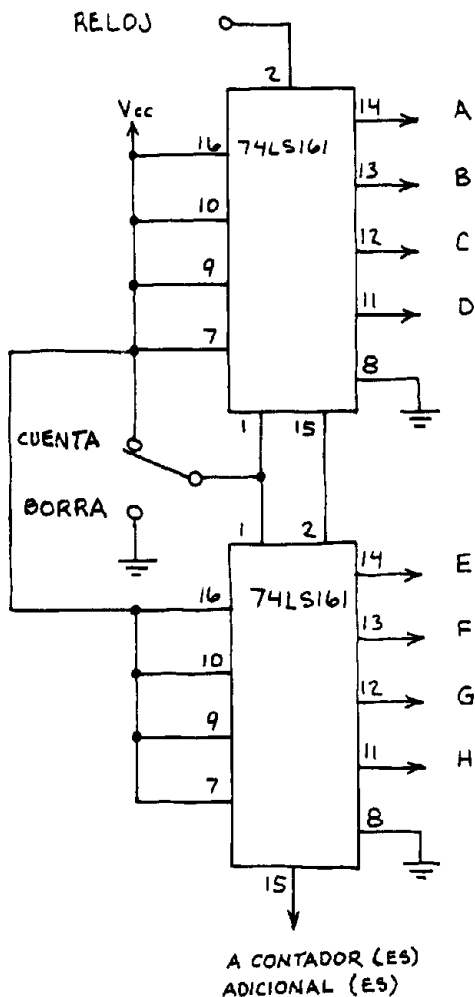 RELOJ
2
Vcc
16 74LS161 14 A
10 13 B
9 12 C
7 11 D
8
1 15
CUENTA
BORRA
1 2
16 74LS161 14 E
10 13 F
9 12 G
7 11 H
8
15
A CONTADOR (ES)
ADICIONAL (ES)